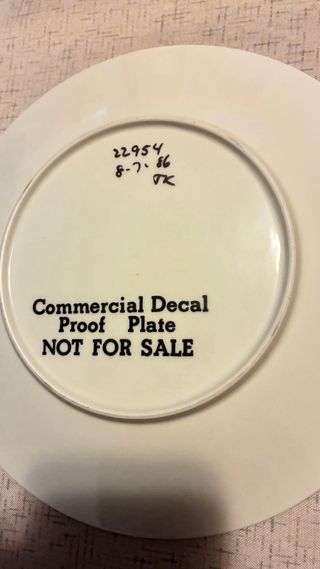 22954
8-7-86
JK
Commercial Decal
Proof Plate
NOT FOR SALE